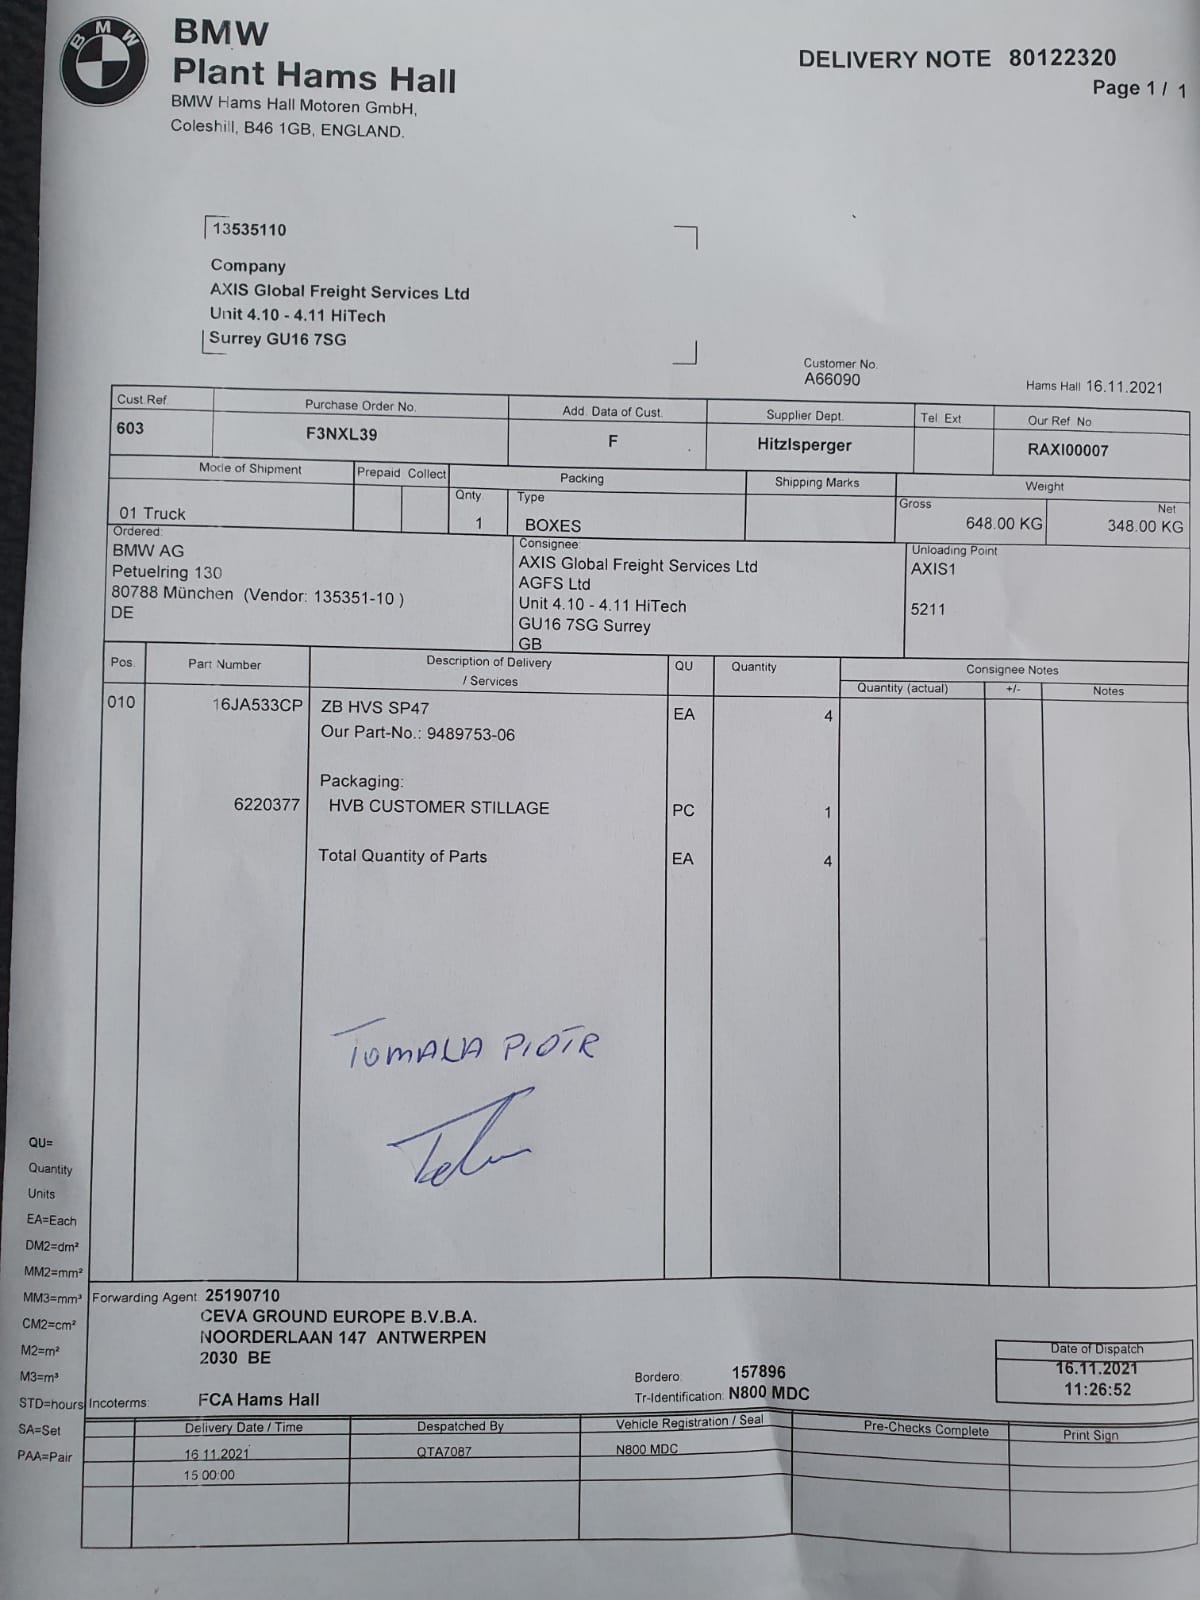 BMW
BMW
Plant Hams Hall
BMW Hams Hall Motoren GmbH,
Coleshill, B46 1GB, ENGLAND.
DELIVERY NOTE 80122320
Page 1 / 1
13535110
Company
AXIS Global Freight Services Ltd
Unit 4.10 - 4.11 HiTech
Surrey GU16 7SG
Customer No.
A66090
Hams Hall 16.11.2021
Cust.Ref. Purchase Order No. Add. Data of Cust. Supplier Dept. Tel Ext Our Ref No
603 F3NXL39 F Hitzlsperger RAXI00007
Mode of Shipment Prepaid Collect Packing Shipping Marks Weight
Qnty Type Gross Net
01 Truck 1 BOXES 648.00 KG 348.00 KG
Ordered: Consignee: Unloading Point
BMW AG AXIS Global Freight Services Ltd AXIS1
Petuelring 130 AGFS Ltd
80788 München (Vendor: 135351-10 ) Unit 4.10 - 4.11 HiTech 5211
DE GU16 7SG Surrey
GB
Pos. Part Number Description of Delivery QU Quantity Consignee Notes
/ Services Quantity (actual) +/- Notes
010 16JA533CP ZB HVS SP47 EA 4
Our Part-No.: 9489753-06
Packaging:
6220377 HVB CUSTOMER STILLAGE PC 1
Total Quantity of Parts EA 4
TOMALA PIOTR
QU=
Quantity
Units
EA=Each
DM2=dm²
MM2=mm²
MM3=mm³
CM2=cm²
M2=m²
M3=m³
STD=hours
SA=Set
PAA=Pair
Forwarding Agent 25190710
CEVA GROUND EUROPE B.V.B.A.
NOORDERLAAN 147 ANTWERPEN
2030 BE
Bordero: 157896
Tr-Identification: N800 MDC
Date of Dispatch
16.11.2021
11:26:52
Incoterms: FCA Hams Hall
Delivery Date / Time Despatched By Vehicle Registration / Seal Pre-Checks Complete Print Sign
16.11.2021 QTA7087 N800 MDC
15:00:00